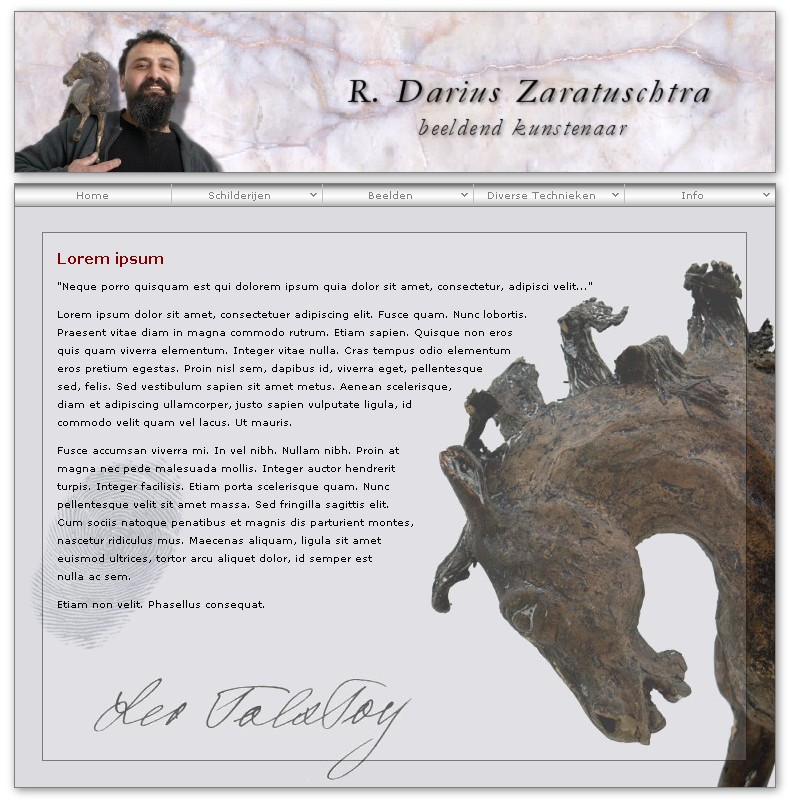 R. Darius Zaratuschtra
beeldend kunstenaar
Home Schilderijen Beelden Diverse Technieken Info
Lorem ipsum
"Neque porro quisquam est qui dolorem ipsum quia dolor sit amet, consectetur, adipisci velit..."
Lorem ipsum dolor sit amet, consectetuer adipiscing elit. Fusce quam. Nunc lobortis.
Praesent vitae diam in magna commodo rutrum. Etiam sapien. Quisque non eros
quis quam viverra elementum. Integer vitae nulla. Cras tempus odio elementum
eros pretium egestas. Proin nisl sem, dapibus id, viverra eget, pellentesque
sed, felis. Sed vestibulum sapien sit amet metus. Aenean scelerisque,
diam et adipiscing ullamcorper, justo sapien vulputate ligula, id
commodo velit quam vel lacus. Ut mauris.
Fusce accumsan viverra mi. In vel nibh. Nullam nibh. Proin at
magna nec pede malesuada mollis. Integer auctor hendrerit
turpis. Integer facilisis. Etiam porta scelerisque quam. Nunc
pellentesque velit sit amet massa. Sed fringilla sagittis elit.
Cum sociis natoque penatibus et magnis dis parturient montes,
nascetur ridiculus mus. Maecenas aliquam, ligula sit amet
euismod ultrices, tortor arcu aliquet dolor, id semper est
nulla ac sem.
Etiam non velit. Phasellus consequat.
Leo Tolstoy